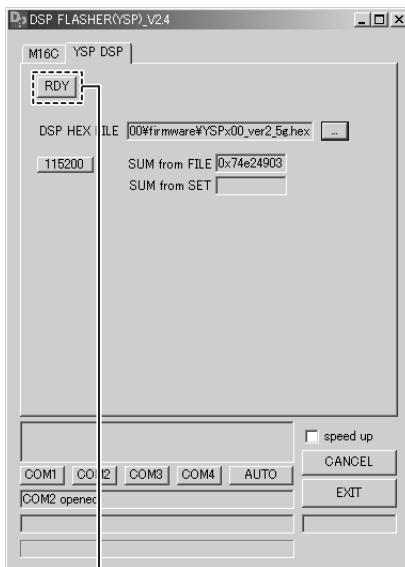 DSP FLASHER(YSP)_V2.4
M16C YSP DSP
RDY
DSP HEX FILE 00¥firmware¥YSPx00_ver2_5g.hex ...
115200 SUM from FILE 0x74e24903
SUM from SET
speed up
CANCEL
COM1 COM2 COM3 COM4 AUTO
COM2 opened
EXIT